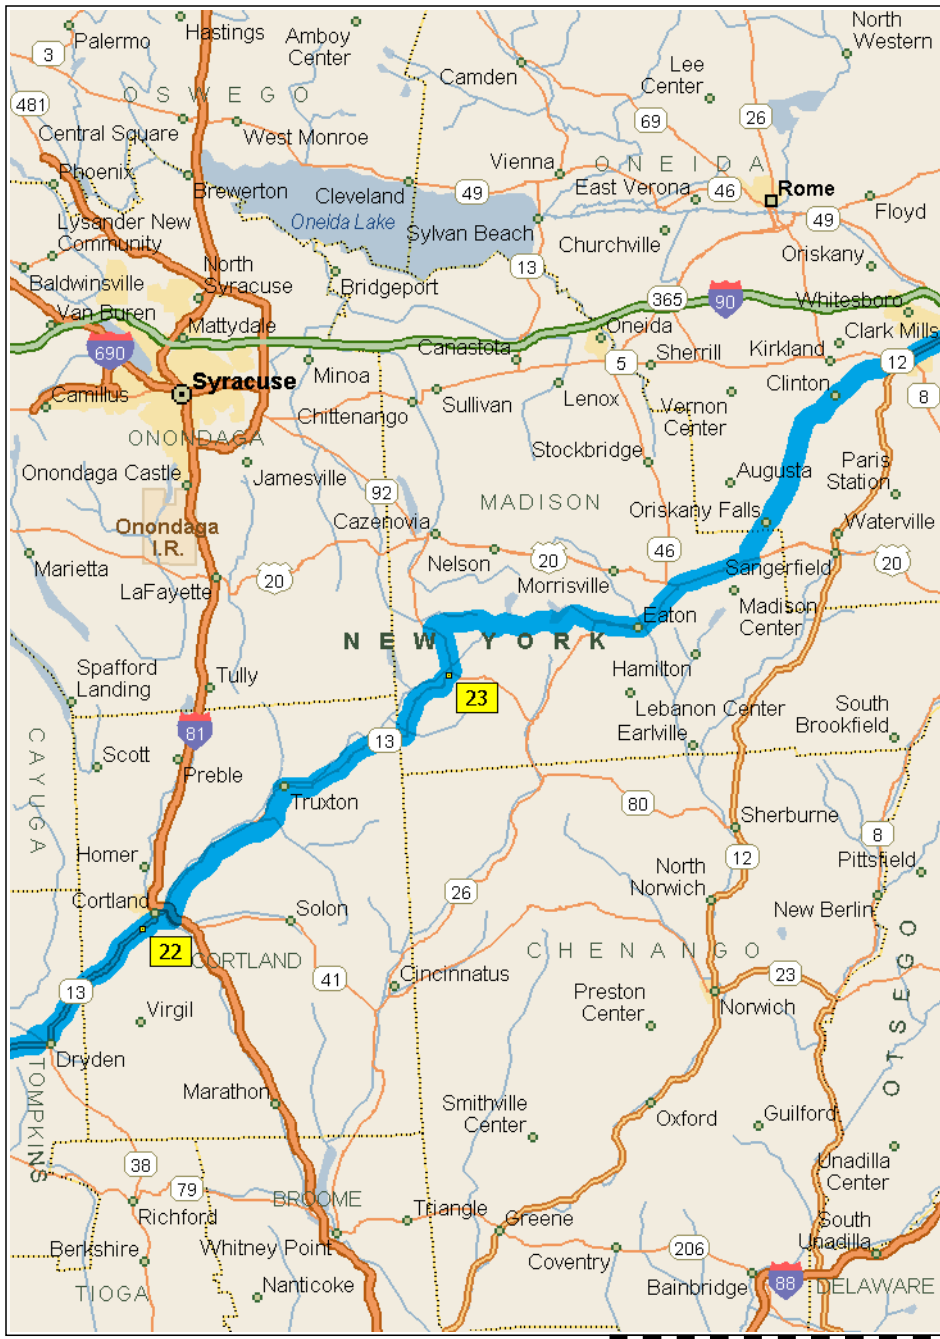 Hastings
North
Western
Palermo
Amboy
Center
3
Camden
Lee
Center
OSWEGO
481
26
69
Central Square
West Monroe
Vienna
ONEIDA
Phoenix
Brewerton
Cleveland
49
East Verona
46
Rome
Floyd
Lysander New
Community
Oneida Lake
Sylvan Beach
Churchville
49
Oriskany
North
Syracuse
13
Baldwinsville
Bridgeport
365
90
Whitesboro
Van Buren
Mattydale
Oneida
Clark Mills
690
Canastota
5
Sherrill
Kirkland
12
Syracuse
Minoa
Clinton
Camillus
Chittenango
Sullivan
Lenox
Vernon
Center
8
ONONDAGA
Stockbridge
Onondaga Castle
Jamesville
Augusta
Paris
Station
92
MADISON
Onondaga
I.R.
Cazenovia
Oriskany Falls
Waterville
46
Marietta
Nelson
20
20
LaFayette
Morrisville
Sangerfield
20
Eaton
Madison
Center
NEW YORK
Spafford
Landing
Tully
Hamilton
23
Lebanon Center
South
Brookfield
81
13
Earlville
CAYUGA
Scott
Preble
Truxton
80
Sherburne
8
Homer
12
Pittsfield
North
Norwich
26
Cortland
Solon
New Berlin
22
CORTLAND
CHENANGO
OTSEGO
41
Cincinnatus
23
13
Virgil
Preston
Center
Norwich
Dryden
TOMPKINS
Marathon
Smithville
Center
Oxford
Guilford
38
Unadilla
Center
79
BROOME
Richford
Triangle
Greene
South
Unadilla
Berkshire
Whitney Point
Coventry
206
TIOGA
Nanticoke
Bainbridge
88
DELAWARE